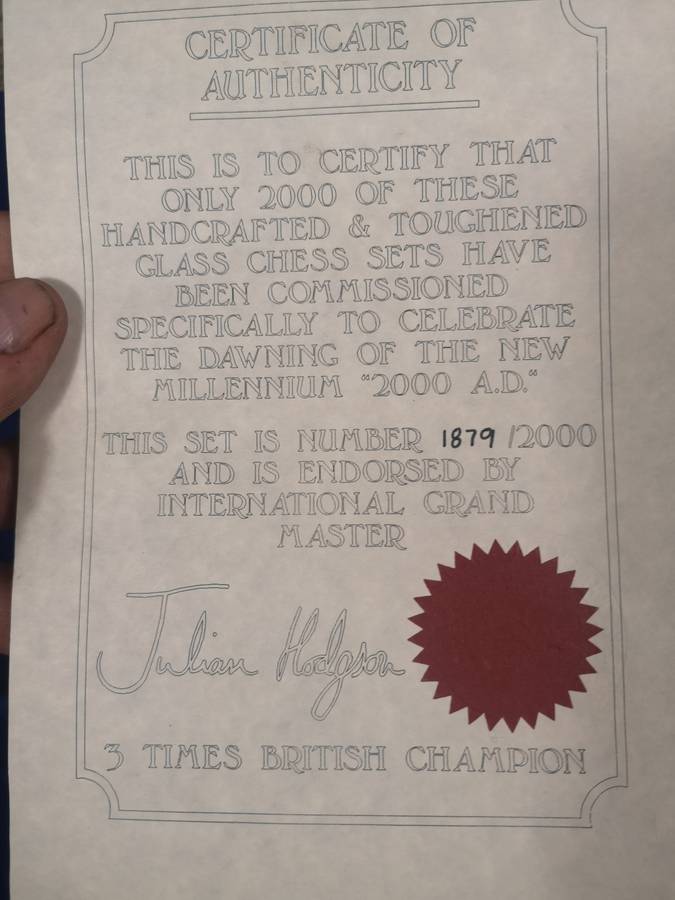 CERTIFICATE OF
AUTHENTICITY
THIS IS TO CERTIFY THAT
ONLY 2000 OF THESE
HANDCRAFTED & TOUGHENED
GLASS CHESS SETS HAVE
BEEN COMMISSIONED
SPECIFICALLY TO CELEBRATE
THE DAWNING OF THE NEW
MILLENNIUM "2000 A.D."
THIS SET IS NUMBER 1879 /2000
AND IS ENDORSED BY
INTERNATIONAL GRAND
MASTER
Julian Hodgson
3 TIMES BRITISH CHAMPION